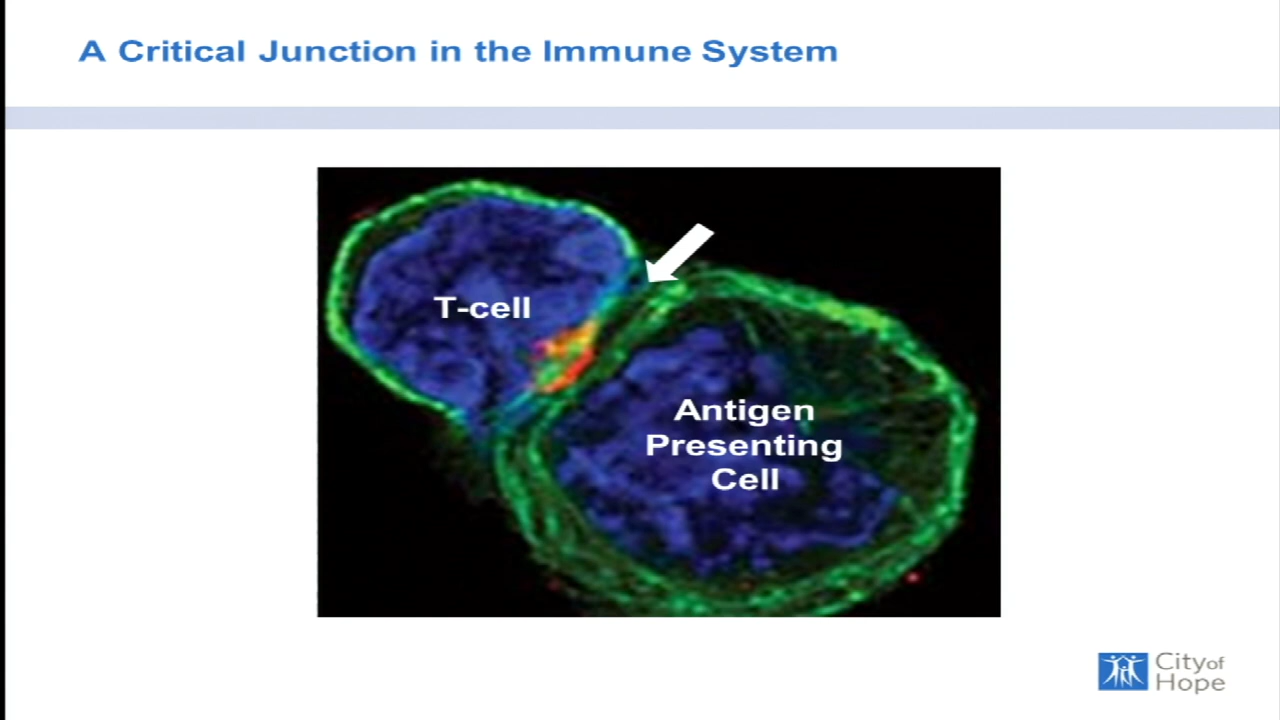 A Critical Junction in the Immune System
T-cell
Antigen
Presenting
Cell
City of
Hope